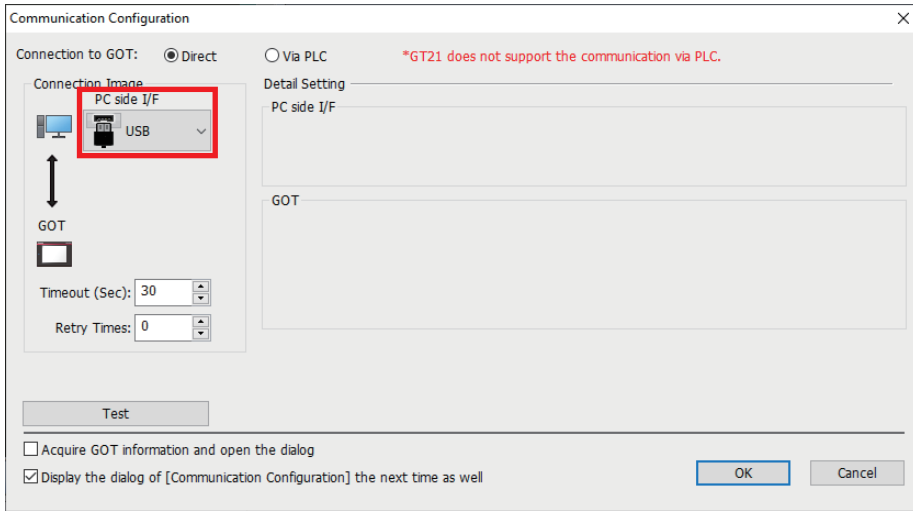 Communication Configuration
Connection to GOT: Direct Via PLC *GT21 does not support the communication via PLC.
Connection Image
Detail Setting
PC side I/F
PC side I/F
USB
GOT
GOT
Timeout (Sec): 30
Retry Times: 0
Test
Acquire GOT information and open the dialog
Display the dialog of [Communication Configuration] the next time as well
OK
Cancel